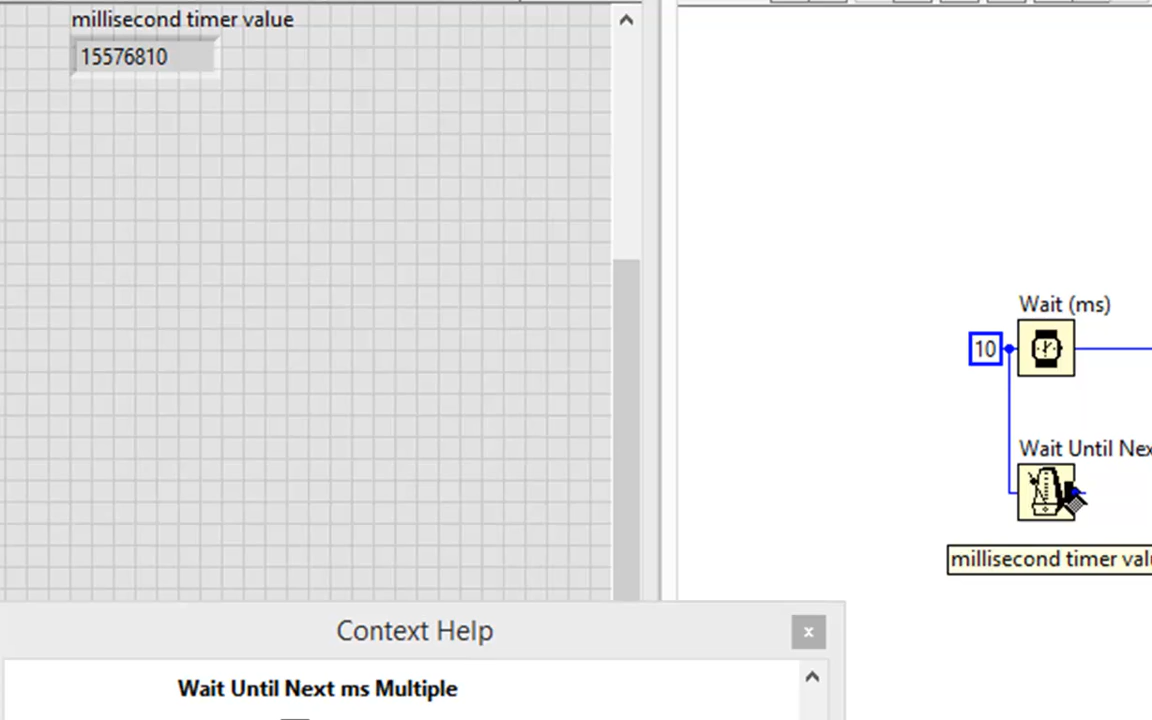 millisecond timer value
15576810
Wait (ms)
10
Wait Until Nex
millisecond timer valu
Context Help
x
Wait Until Next ms Multiple